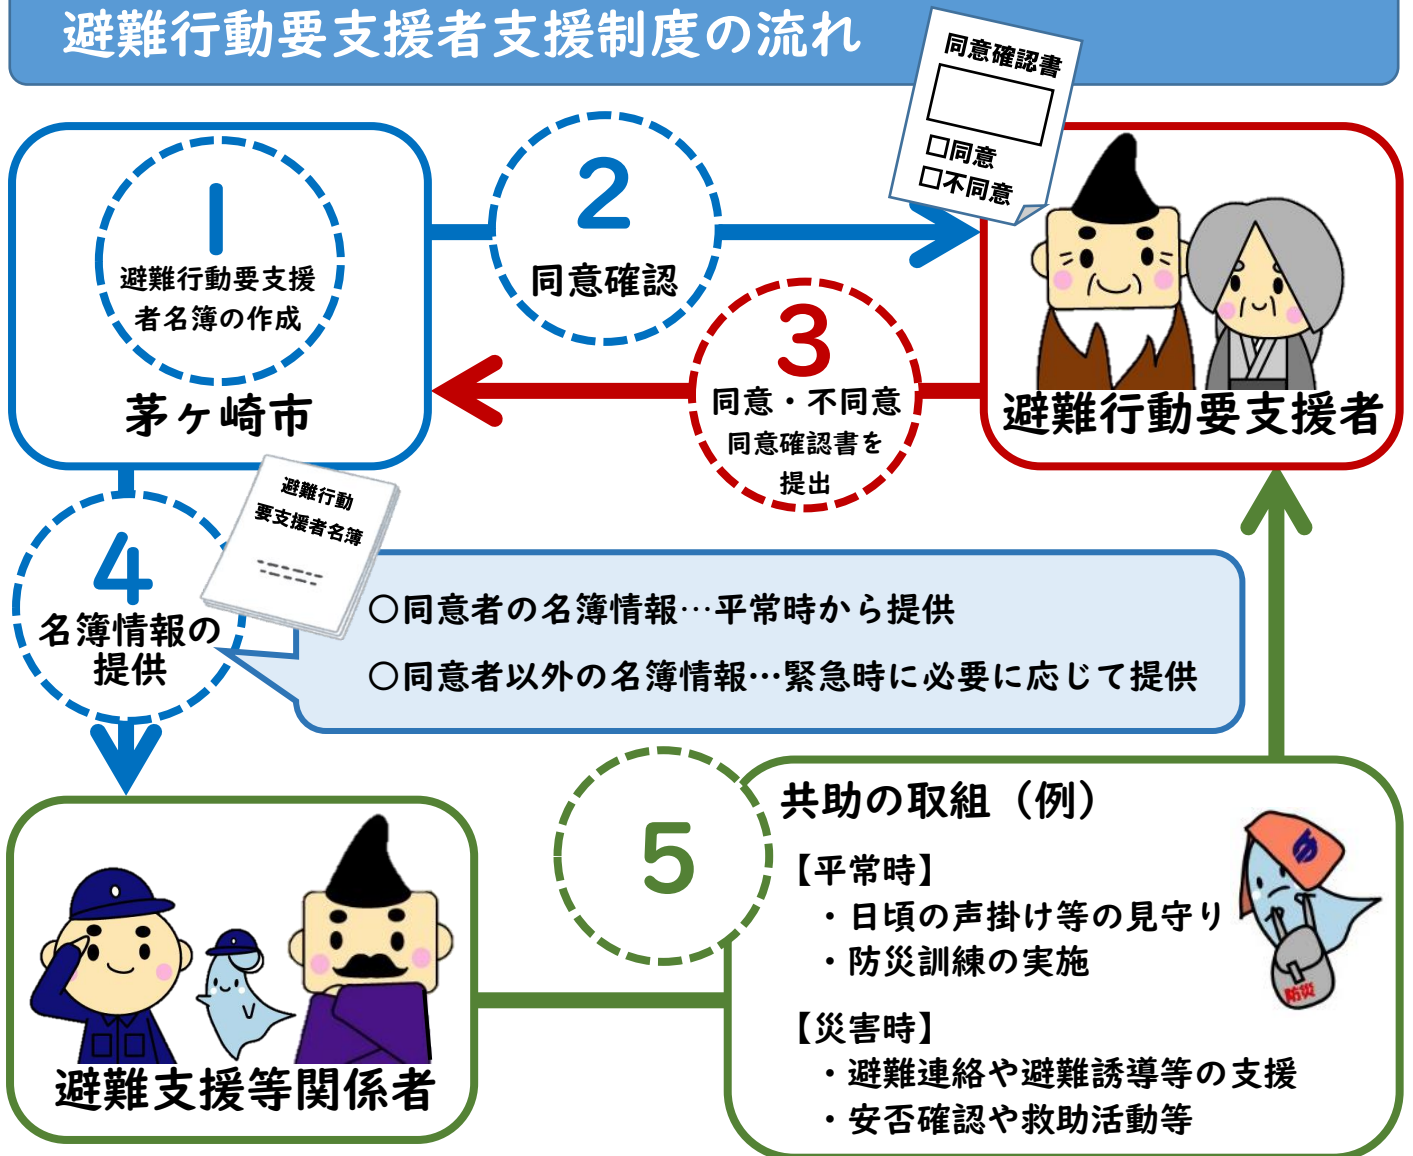 避難行動要支援者支援制度の流れ
同意確認書
□同意
□不同意
1
避難行動要支援
者名簿の作成
茅ヶ崎市
2
同意確認
3
同意・不同意
同意確認書を
提出
避難行動要支援者
4
名簿情報の
提供
避難行動
要支援者名簿
○同意者の名簿情報…平常時から提供
○同意者以外の名簿情報…緊急時に必要に応じて提供
避難支援等関係者
5
共助の取組（例）
【平常時】
・日頃の声掛け等の見守り
・防災訓練の実施
【災害時】
・避難連絡や避難誘導等の支援
・安否確認や救助活動等
防災